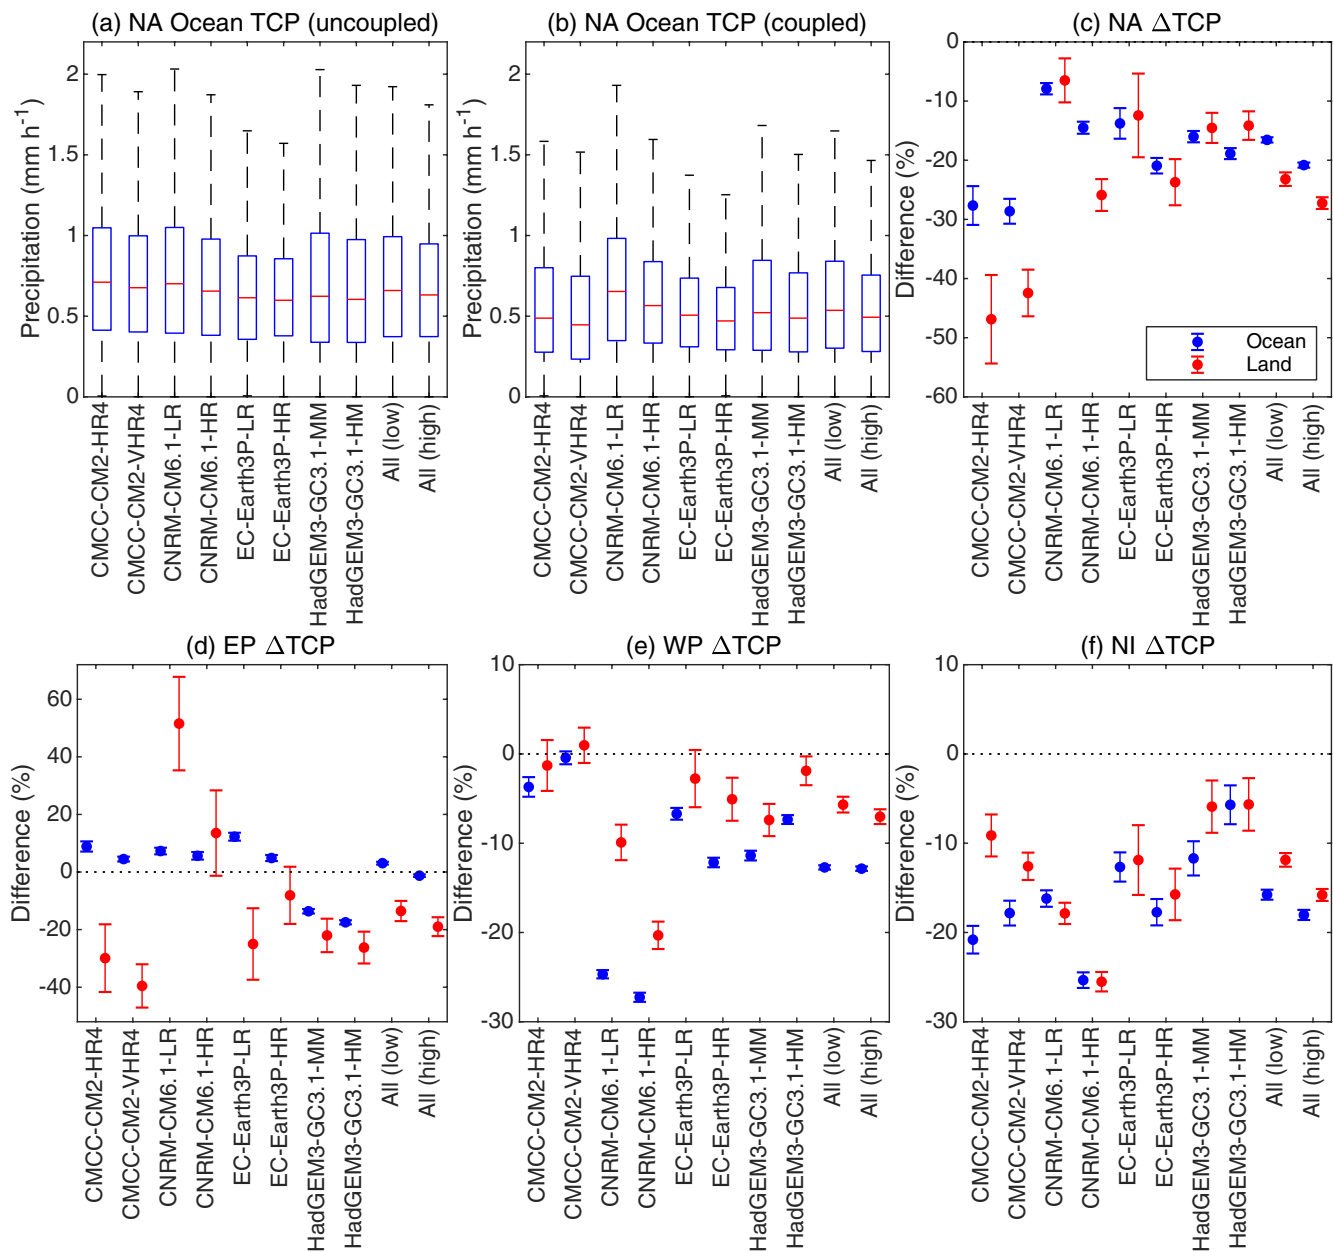 (a) NA Ocean TCP (uncoupled)
Precipitation (mm h-1)
2
1.5
1
0.5
0
CMCC-CM2-HR4
CMCC-CM2-VHR4
CNRM-CM6.1-LR
CNRM-CM6.1-HR
EC-Earth3P-LR
EC-Earth3P-HR
HadGEM3-GC3.1-MM
HadGEM3-GC3.1-HM
All (low)
All (high)
(b) NA Ocean TCP (coupled)
Precipitation (mm h-1)
2
1.5
1
0.5
0
CMCC-CM2-HR4
CMCC-CM2-VHR4
CNRM-CM6.1-LR
CNRM-CM6.1-HR
EC-Earth3P-LR
EC-Earth3P-HR
HadGEM3-GC3.1-MM
HadGEM3-GC3.1-HM
All (low)
All (high)
(c) NA ΔTCP
Difference (%)
0
-10
-20
-30
-40
-50
-60
Ocean
Land
CMCC-CM2-HR4
CMCC-CM2-VHR4
CNRM-CM6.1-LR
CNRM-CM6.1-HR
EC-Earth3P-LR
EC-Earth3P-HR
HadGEM3-GC3.1-MM
HadGEM3-GC3.1-HM
All (low)
All (high)
(d) EP ΔTCP
Difference (%)
60
40
20
0
-20
-40
CMCC-CM2-HR4
CMCC-CM2-VHR4
CNRM-CM6.1-LR
CNRM-CM6.1-HR
EC-Earth3P-LR
EC-Earth3P-HR
HadGEM3-GC3.1-MM
HadGEM3-GC3.1-HM
All (low)
All (high)
(e) WP ΔTCP
Difference (%)
10
0
-10
-20
-30
CMCC-CM2-HR4
CMCC-CM2-VHR4
CNRM-CM6.1-LR
CNRM-CM6.1-HR
EC-Earth3P-LR
EC-Earth3P-HR
HadGEM3-GC3.1-MM
HadGEM3-GC3.1-HM
All (low)
All (high)
(f) NI ΔTCP
Difference (%)
10
0
-10
-20
-30
CMCC-CM2-HR4
CMCC-CM2-VHR4
CNRM-CM6.1-LR
CNRM-CM6.1-HR
EC-Earth3P-LR
EC-Earth3P-HR
HadGEM3-GC3.1-MM
HadGEM3-GC3.1-HM
All (low)
All (high)